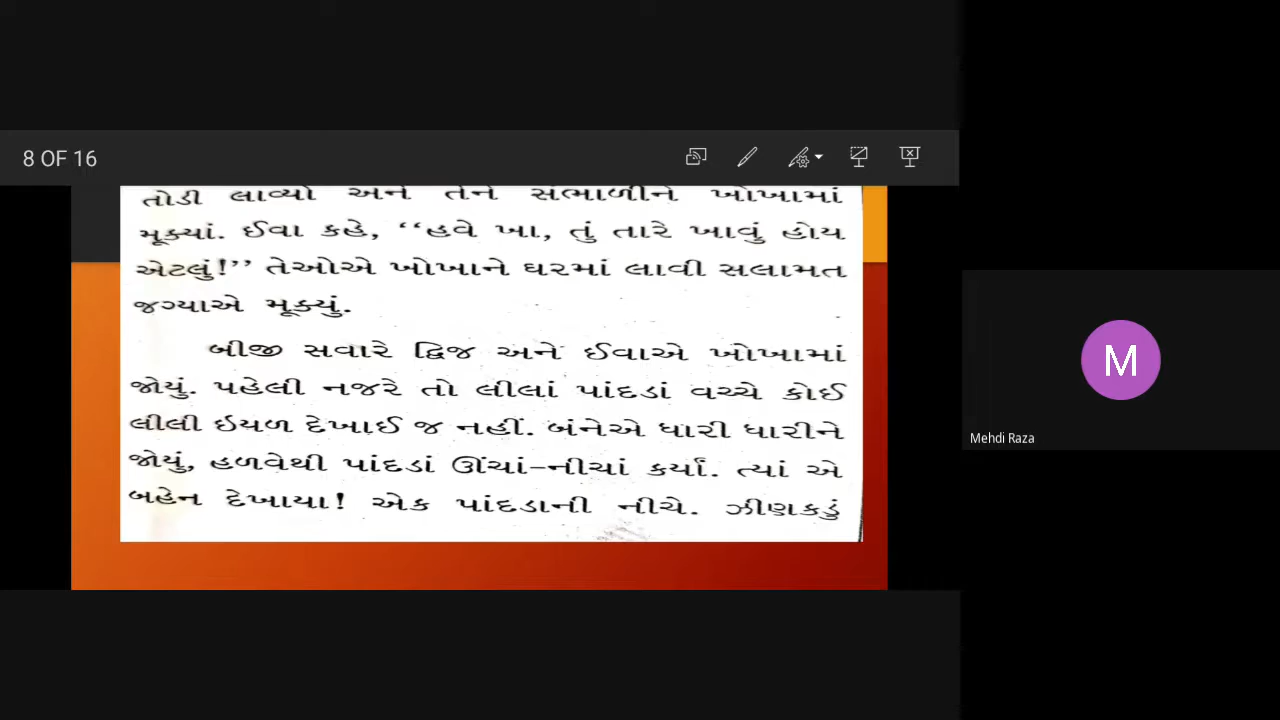 8 OF 16
તોડી લાવ્યો અને તેને સંભાળીને ખોખામાં
મૂક્યાં. ઈવા કહે, ‘‘હવે ખા, તું તારે ખાવું હોય
એટલું!’’ તેઓએ ખોખાને ઘરમાં લાવી સલામત
જગ્યાએ મૂક્યું.
બીજી સવારે દ્વિજ અને ઈવાએ ખોખામાં
જોયું. પહેલી નજરે તો લીલાં પાંદડાં વચ્ચે કોઈ
લીલી ઇયળ દેખાઈ જ નહીં. બંનેએ ધારી ધારીને
જોયું, હળવેથી પાંદડાં ઊંચાં-નીચાં કર્યાં. ત્યાં એ
બહેન દેખાયા! એક પાંદડાની નીચે. ઝીણકડું
M
Mehdi Raza